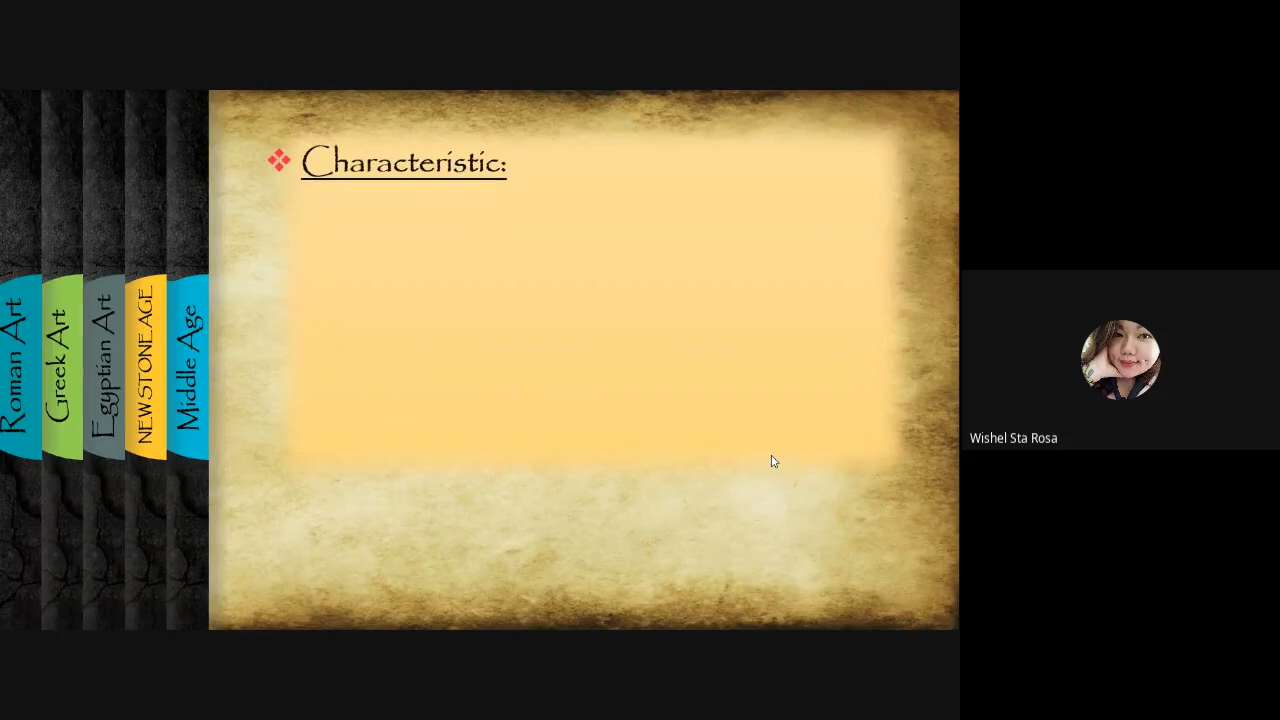 Characteristic:
Roman Art
Greek Art
Egyptian Art
NEW STONE AGE
Middle Age
Wishel Sta Rosa